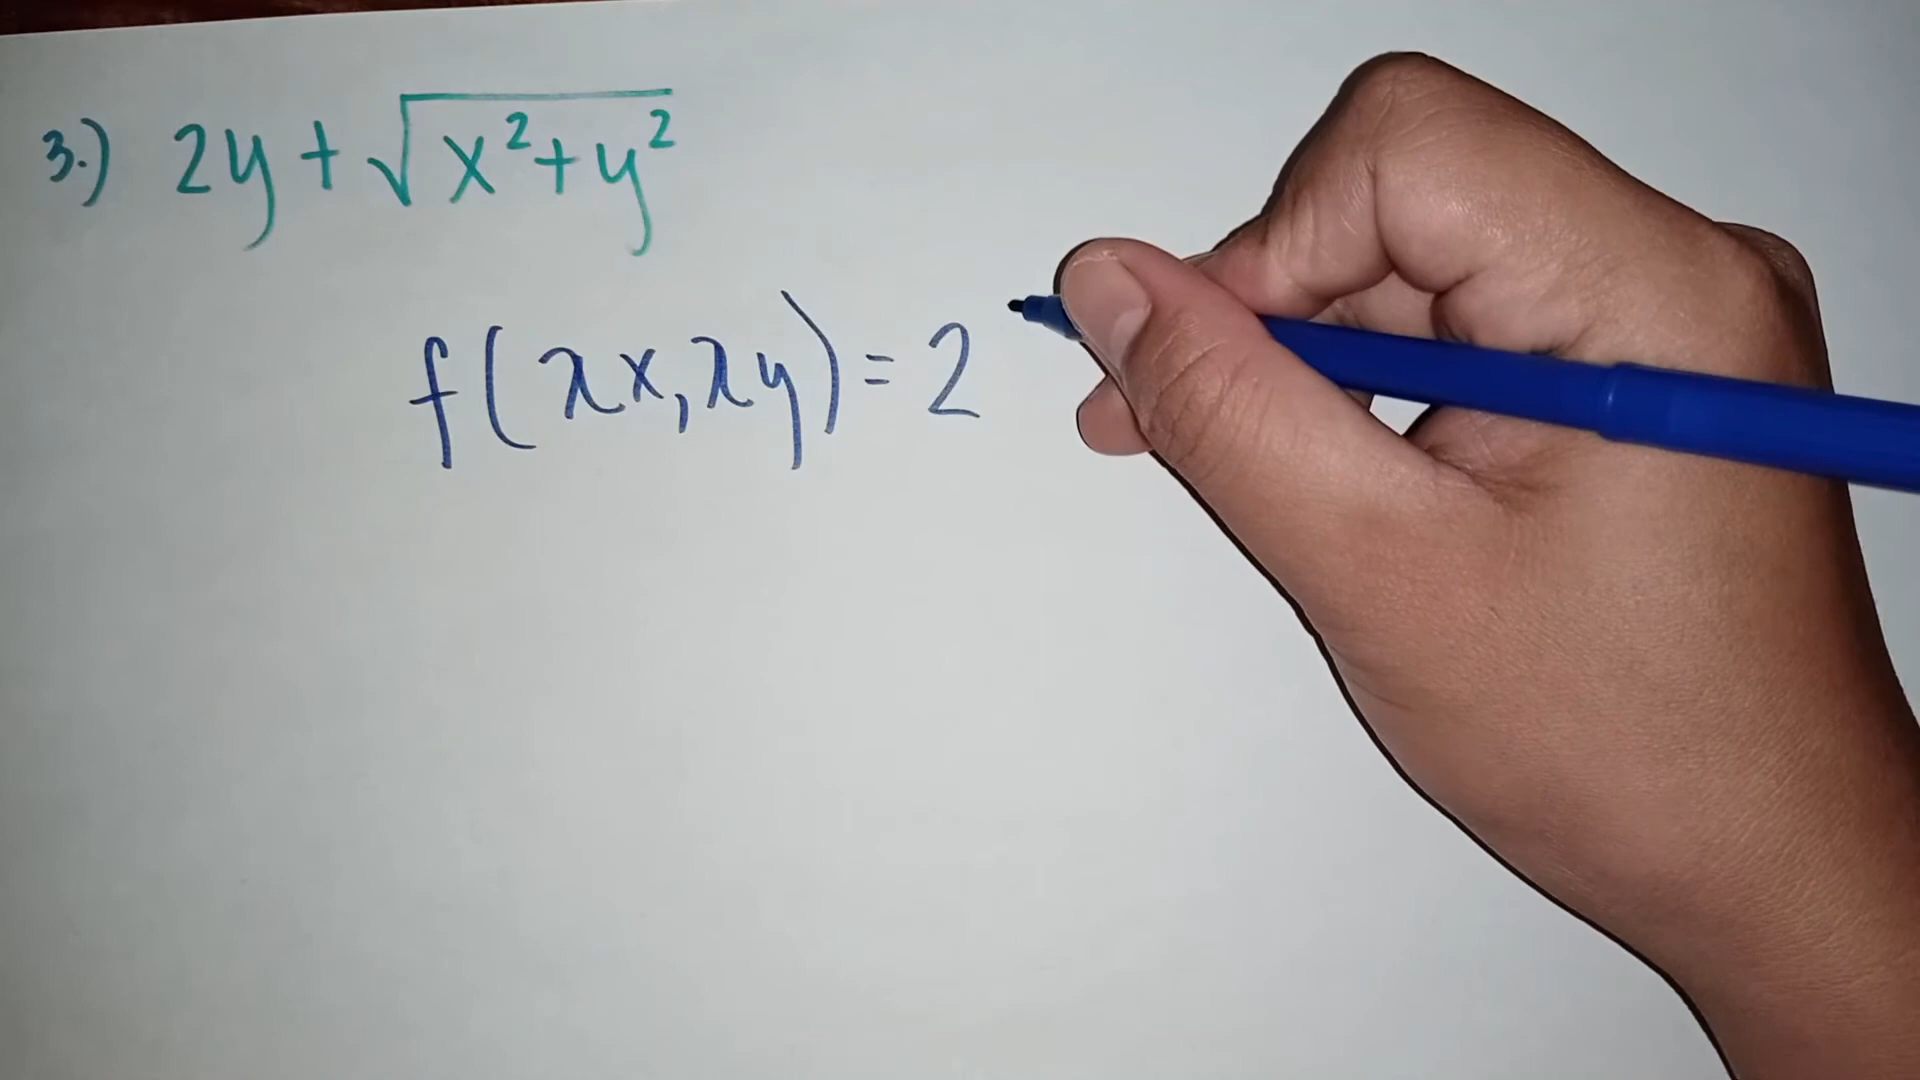 3.) 2y + √(x² + y²)
f(λx, λy) = 2